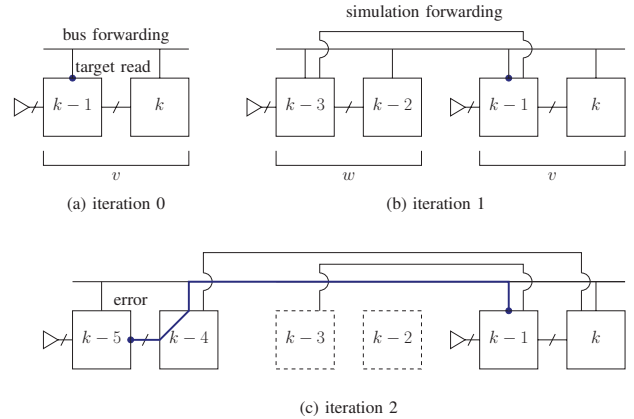 simulation forwarding
bus forwarding
target read
k − 1 k k − 3 k − 2 k − 1 k
v w v
(a) iteration 0 (b) iteration 1
error
k − 5 k − 4 k − 3 k − 2 k − 1 k
(c) iteration 2